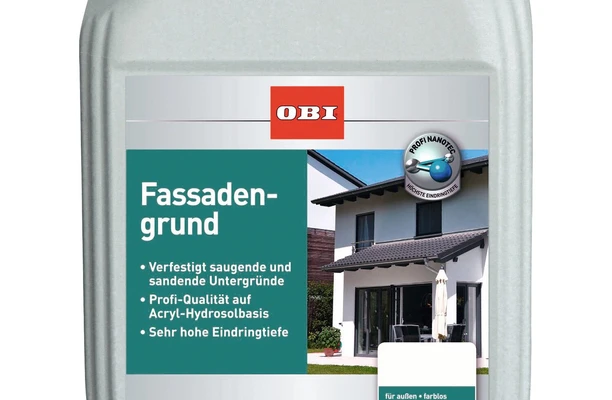 OBI
PROFI NANOTEC
HÖCHSTE EINDRINGTIEFE
Fassaden-
grund
• Verfestigt saugende und
sandende Untergründe
• Profi-Qualität auf
Acryl-Hydrosolbasis
• Sehr hohe Eindringtiefe
für außen • farblos